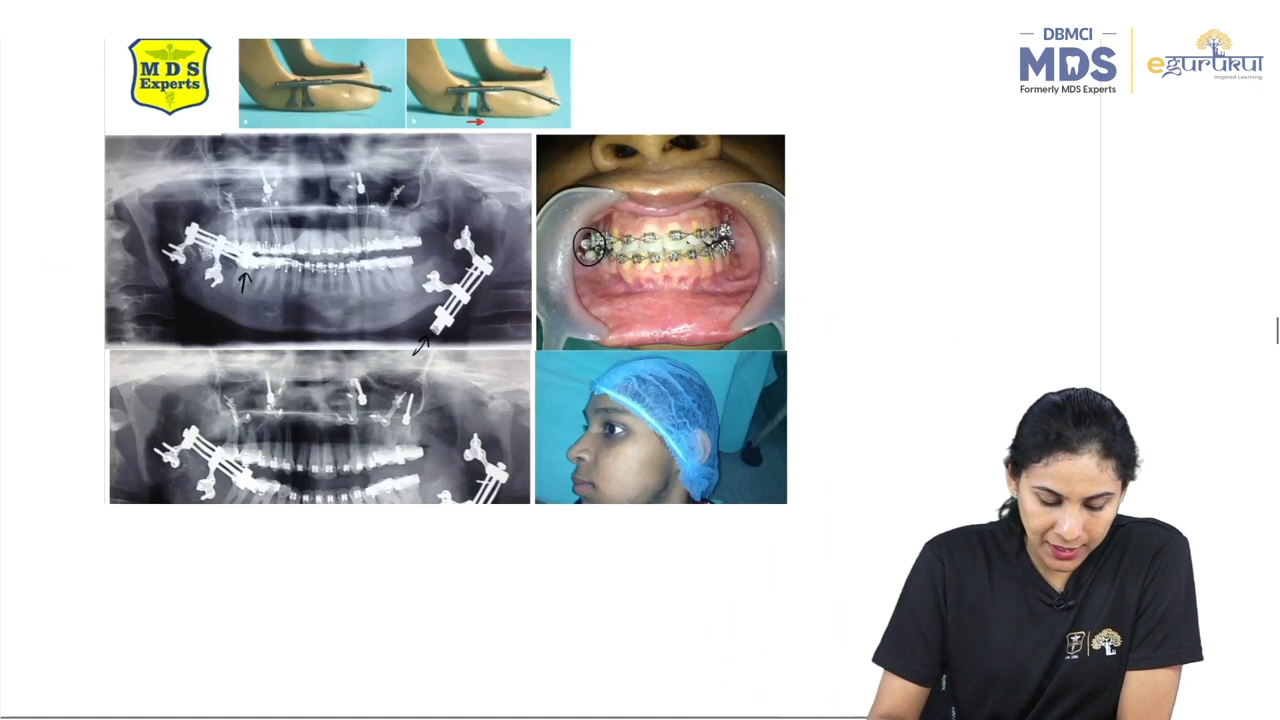 MDS
Experts
a
b
DBMCI
MDS
Formerly MDS Experts
egurukul
Inspired Learning